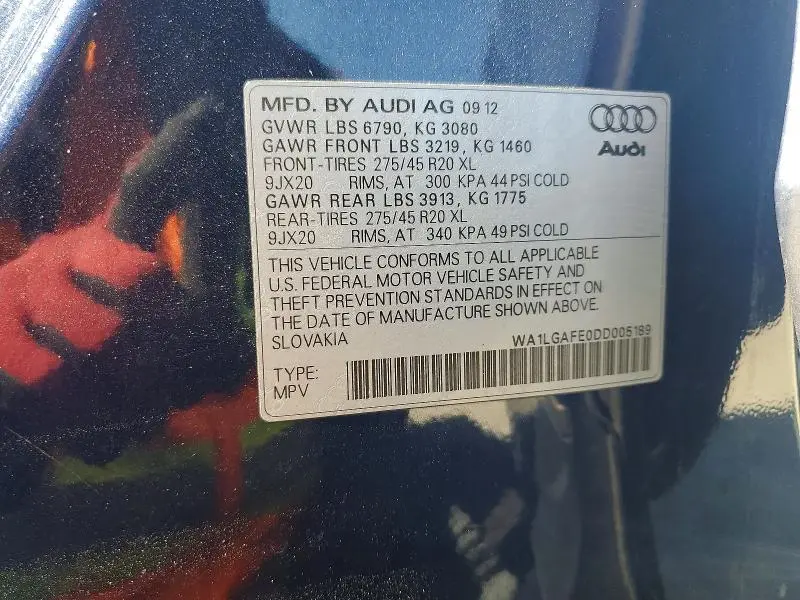 MFD. BY AUDI AG 09 12
GVWR LBS 6790, KG 3080
GAWR FRONT LBS 3219, KG 1460
FRONT-TIRES 275/45 R20 XL
9JX20 RIMS, AT 300 KPA 44 PSI COLD
GAWR REAR LBS 3913, KG 1775
REAR-TIRES 275/45 R20 XL
9JX20 RIMS, AT 340 KPA 49 PSI COLD
Audi
THIS VEHICLE CONFORMS TO ALL APPLICABLE
U.S. FEDERAL MOTOR VEHICLE SAFETY AND
THEFT PREVENTION STANDARDS IN EFFECT ON
THE DATE OF MANUFACTURE SHOWN ABOVE.
SLOVAKIA WA1LGAFE0DD005189
TYPE:
MPV